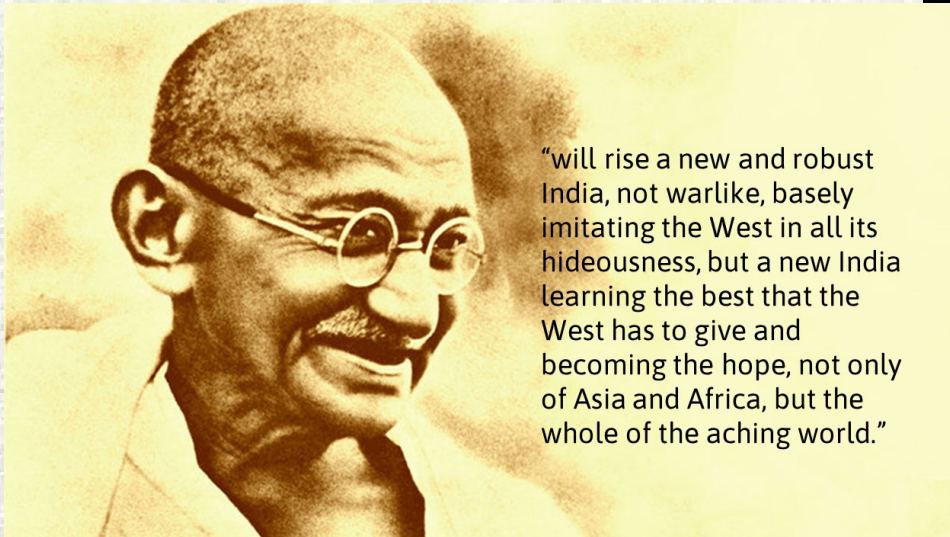 “will rise a new and robust
India, not warlike, basely
imitating the West in all its
hideousness, but a new India
learning the best that the
West has to give and
becoming the hope, not only
of Asia and Africa, but the
whole of the aching world.”